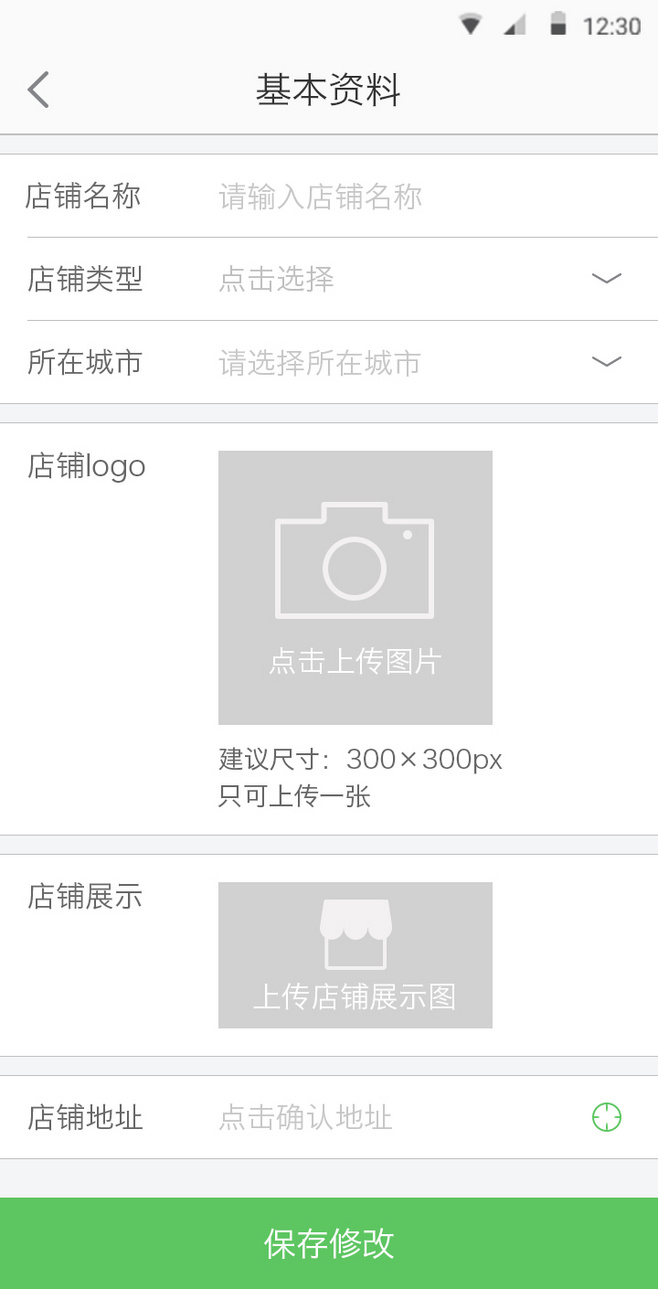 12:30
基本资料
店铺名称 请输入店铺名称
店铺类型 点击选择
所在城市 请选择所在城市
店铺logo
点击上传图片
建议尺寸：300×300px
只可上传一张
店铺展示
上传店铺展示图
店铺地址 点击确认地址
保存修改